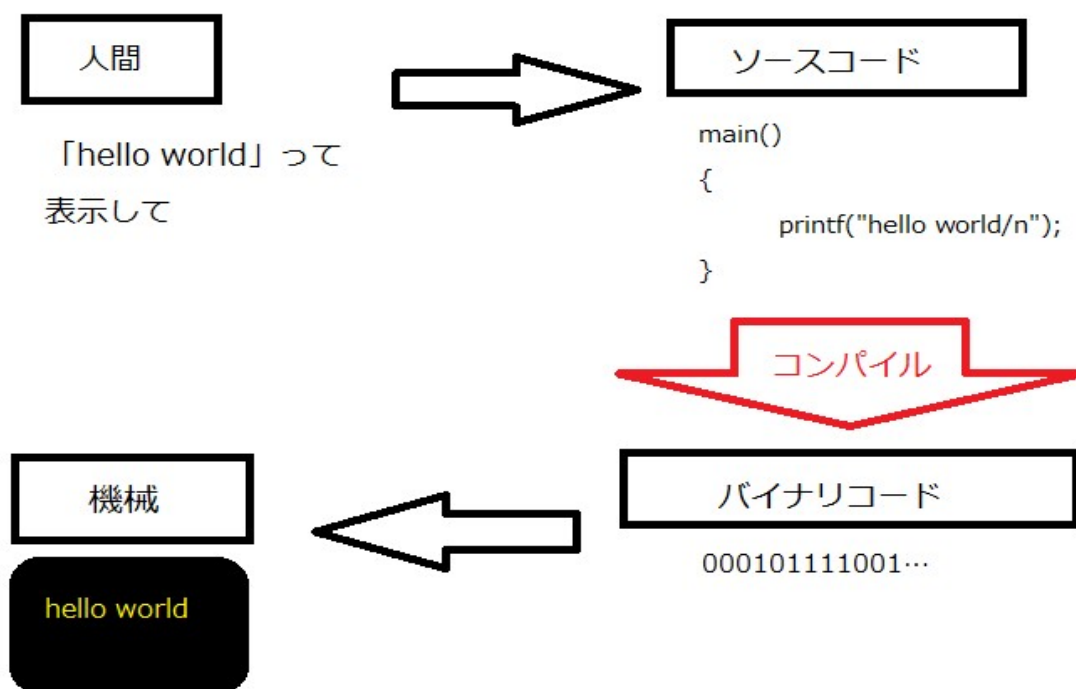 人間
「hello world」って
表示して
ソースコード
main()
{
printf("hello world/n");
}
コンパイル
バイナリコード
000101111001…
機械
hello world